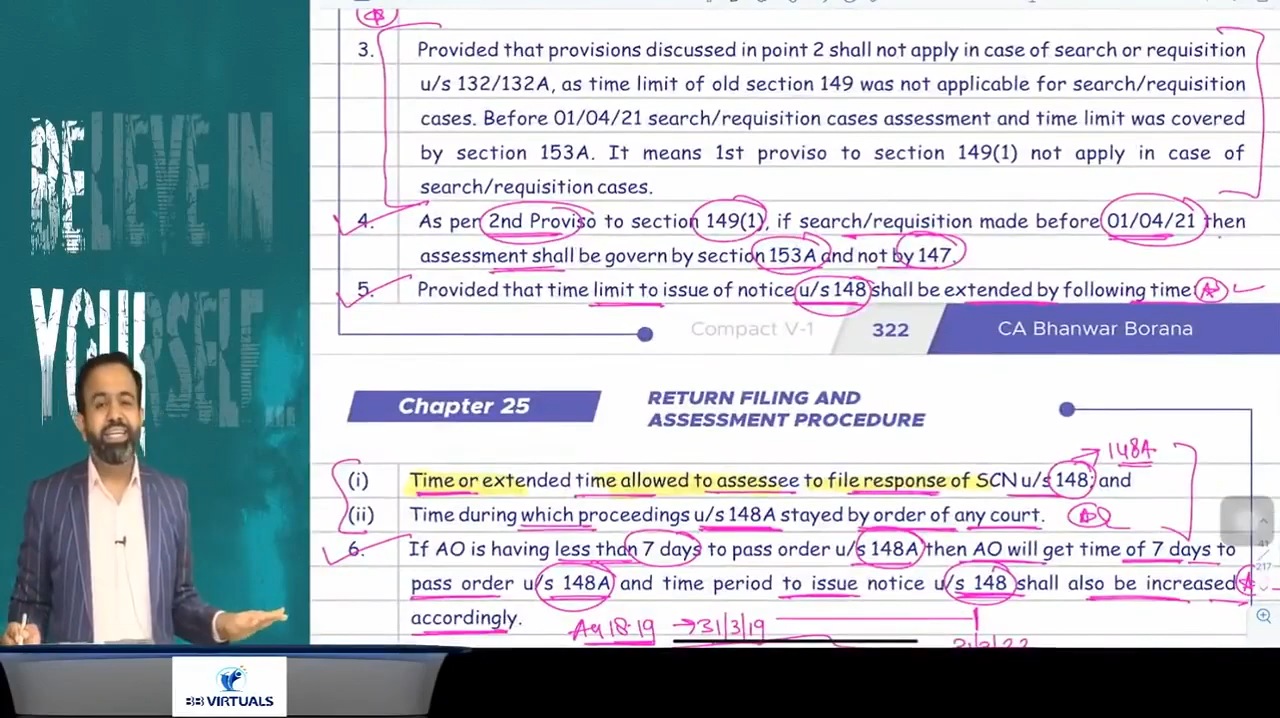 BELIEVE IN
YOURSELF...
3. Provided that provisions discussed in point 2 shall not apply in case of search or requisition
u/s 132/132A, as time limit of old section 149 was not applicable for search/requisition
cases. Before 01/04/21 search/requisition cases assessment and time limit was covered
by section 153A. It means 1st proviso to section 149(1) not apply in case of
search/requisition cases.
4. As per 2nd Proviso to section 149(1), if search/requisition made before 01/04/21 then
assessment shall be govern by section 153A and not by 147.
5. Provided that time limit to issue of notice u/s 148 shall be extended by following time:
Compact V-1 322 CA Bhanwar Borana
Chapter 25
RETURN FILING AND
ASSESSMENT PROCEDURE
148A
(i) Time or extended time allowed to assessee to file response of SCN u/s 148; and
(ii) Time during which proceedings u/s 148A stayed by order of any court.
6. If AO is having less than 7 days to pass order u/s 148A then AO will get time of 7 days to
pass order u/s 148A) and time period to issue notice u/s 148 shall also be increased
accordingly.
Ay 18-19 → 31/3/19
41
217
BB VIRTUALS